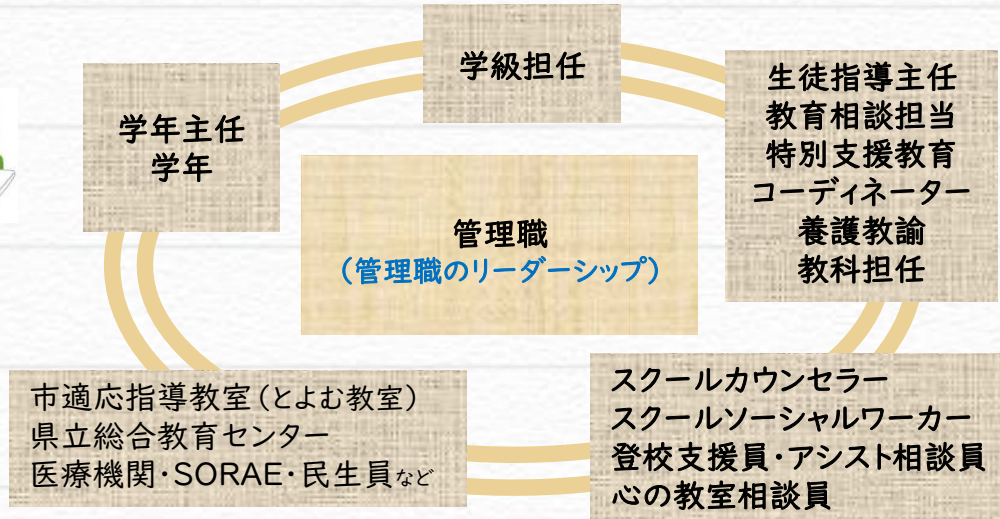 学級担任
学年主任
学年
生徒指導主任
教育相談担当
特別支援教育
コーディネーター
養護教諭
教科担任
管理職
(管理職のリーダーシップ)
市適応指導教室(とよむ教室)
県立総合教育センター
医療機関・SORAE・民生員など
スクールカウンセラー
スクールソーシャルワーカー
登校支援員・アシスト相談員
心の教室相談員